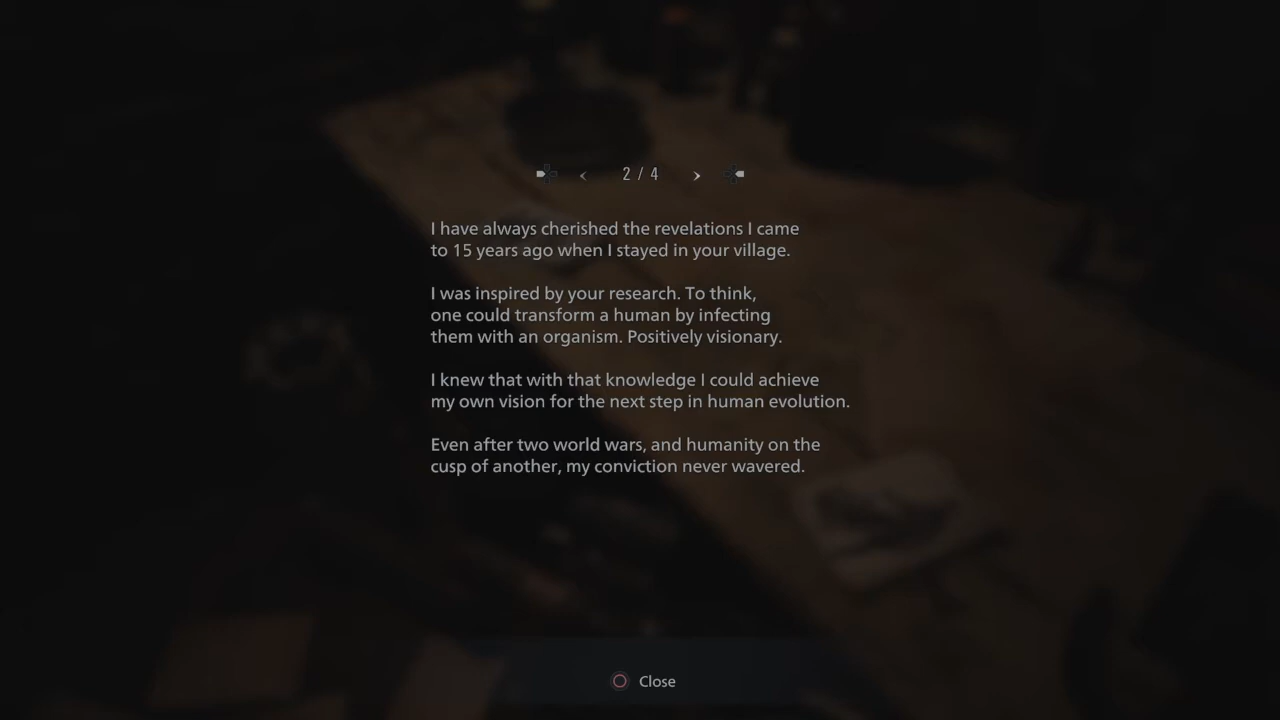 2 / 4
I have always cherished the revelations I came
to 15 years ago when I stayed in your village.
I was inspired by your research. To think,
one could transform a human by infecting
them with an organism. Positively visionary.
I knew that with that knowledge I could achieve
my own vision for the next step in human evolution.
Even after two world wars, and humanity on the
cusp of another, my conviction never wavered.
Close